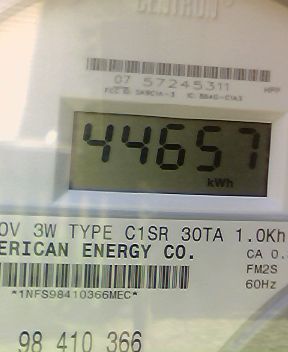 CENTRON®
07 57245311
44657
kWh
0V 3W TYPE C1SR 30TA 1.0Kh
ERICAN ENERGY CO.
CA 0.
FM2S
60Hz
*1NFS98410366MEC*
98 410 366